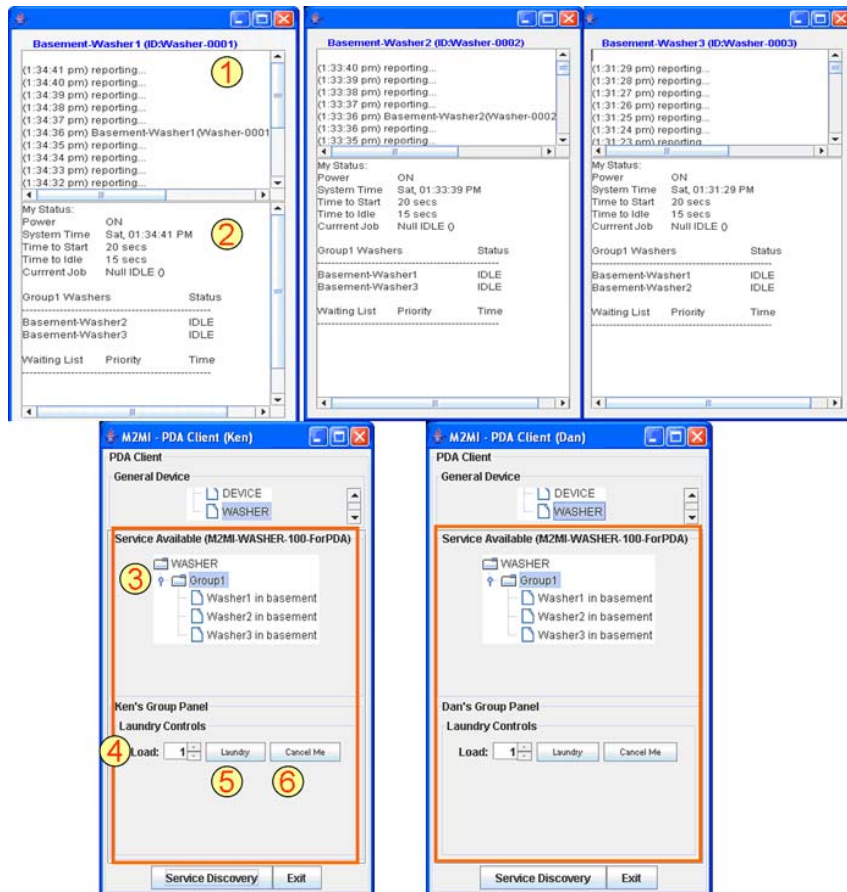 Basement-Washer1 (ID:Washer-0001)
(1:34:41 pm) reporting...
(1:34:40 pm) reporting...
(1:34:39 pm) reporting...
(1:34:38 pm) reporting...
(1:34:37 pm) reporting...
(1:34:36 pm) Basement-Washer1(Washer-0001
(1:34:35 pm) reporting...
(1:34:34 pm) reporting...
(1:34:33 pm) reporting...
(1:34:32 pm) reporting...
1
My Status:
Power ON
System Time Sat, 01:34:41 PM
Time to Start 20 secs
Time to Idle 15 secs
Currrent Job Null IDLE ()
2
Group1 Washers Status
Basement-Washer2 IDLE
Basement-Washer3 IDLE
Waiting List Priority Time
Basement-Washer2 (ID:Washer-0002)
(1:33:40 pm) reporting...
(1:33:39 pm) reporting...
(1:33:38 pm) reporting...
(1:33:37 pm) reporting...
(1:33:36 pm) Basement-Washer2(Washer-0002
(1:33:36 pm) reporting...
(1:33:35 pm) reporting...
My Status:
Power ON
System Time Sat, 01:33:39 PM
Time to Start 20 secs
Time to Idle 15 secs
Currrent Job Null IDLE ()
Group1 Washers Status
Basement-Washer1 IDLE
Basement-Washer3 IDLE
Waiting List Priority Time
Basement-Washer3 (ID:Washer-0003)
(1:31:29 pm) reporting...
(1:31:28 pm) reporting...
(1:31:27 pm) reporting...
(1:31:26 pm) reporting...
(1:31:25 pm) reporting...
(1:31:24 pm) reporting...
(1:31:23 pm) reporting...
My Status:
Power ON
System Time Sat, 01:31:29 PM
Time to Start 20 secs
Time to Idle 15 secs
Currrent Job Null IDLE ()
Group1 Washers Status
Basement-Washer1 IDLE
Basement-Washer2 IDLE
Waiting List Priority Time
M2MI - PDA Client (Ken)
PDA Client
General Device
DEVICE
WASHER
Service Available (M2MI-WASHER-100-ForPDA)
WASHER
3
Group1
Washer1 in basement
Washer2 in basement
Washer3 in basement
Ken's Group Panel
Laundry Controls
4
Load: 1 Laundry Cancel Me
5 6
Service Discovery Exit
M2MI - PDA Client (Dan)
PDA Client
General Device
DEVICE
WASHER
Service Available (M2MI-WASHER-100-ForPDA)
WASHER
Group1
Washer1 in basement
Washer2 in basement
Washer3 in basement
Dan's Group Panel
Laundry Controls
Load: 1 Laundry Cancel Me
Service Discovery Exit